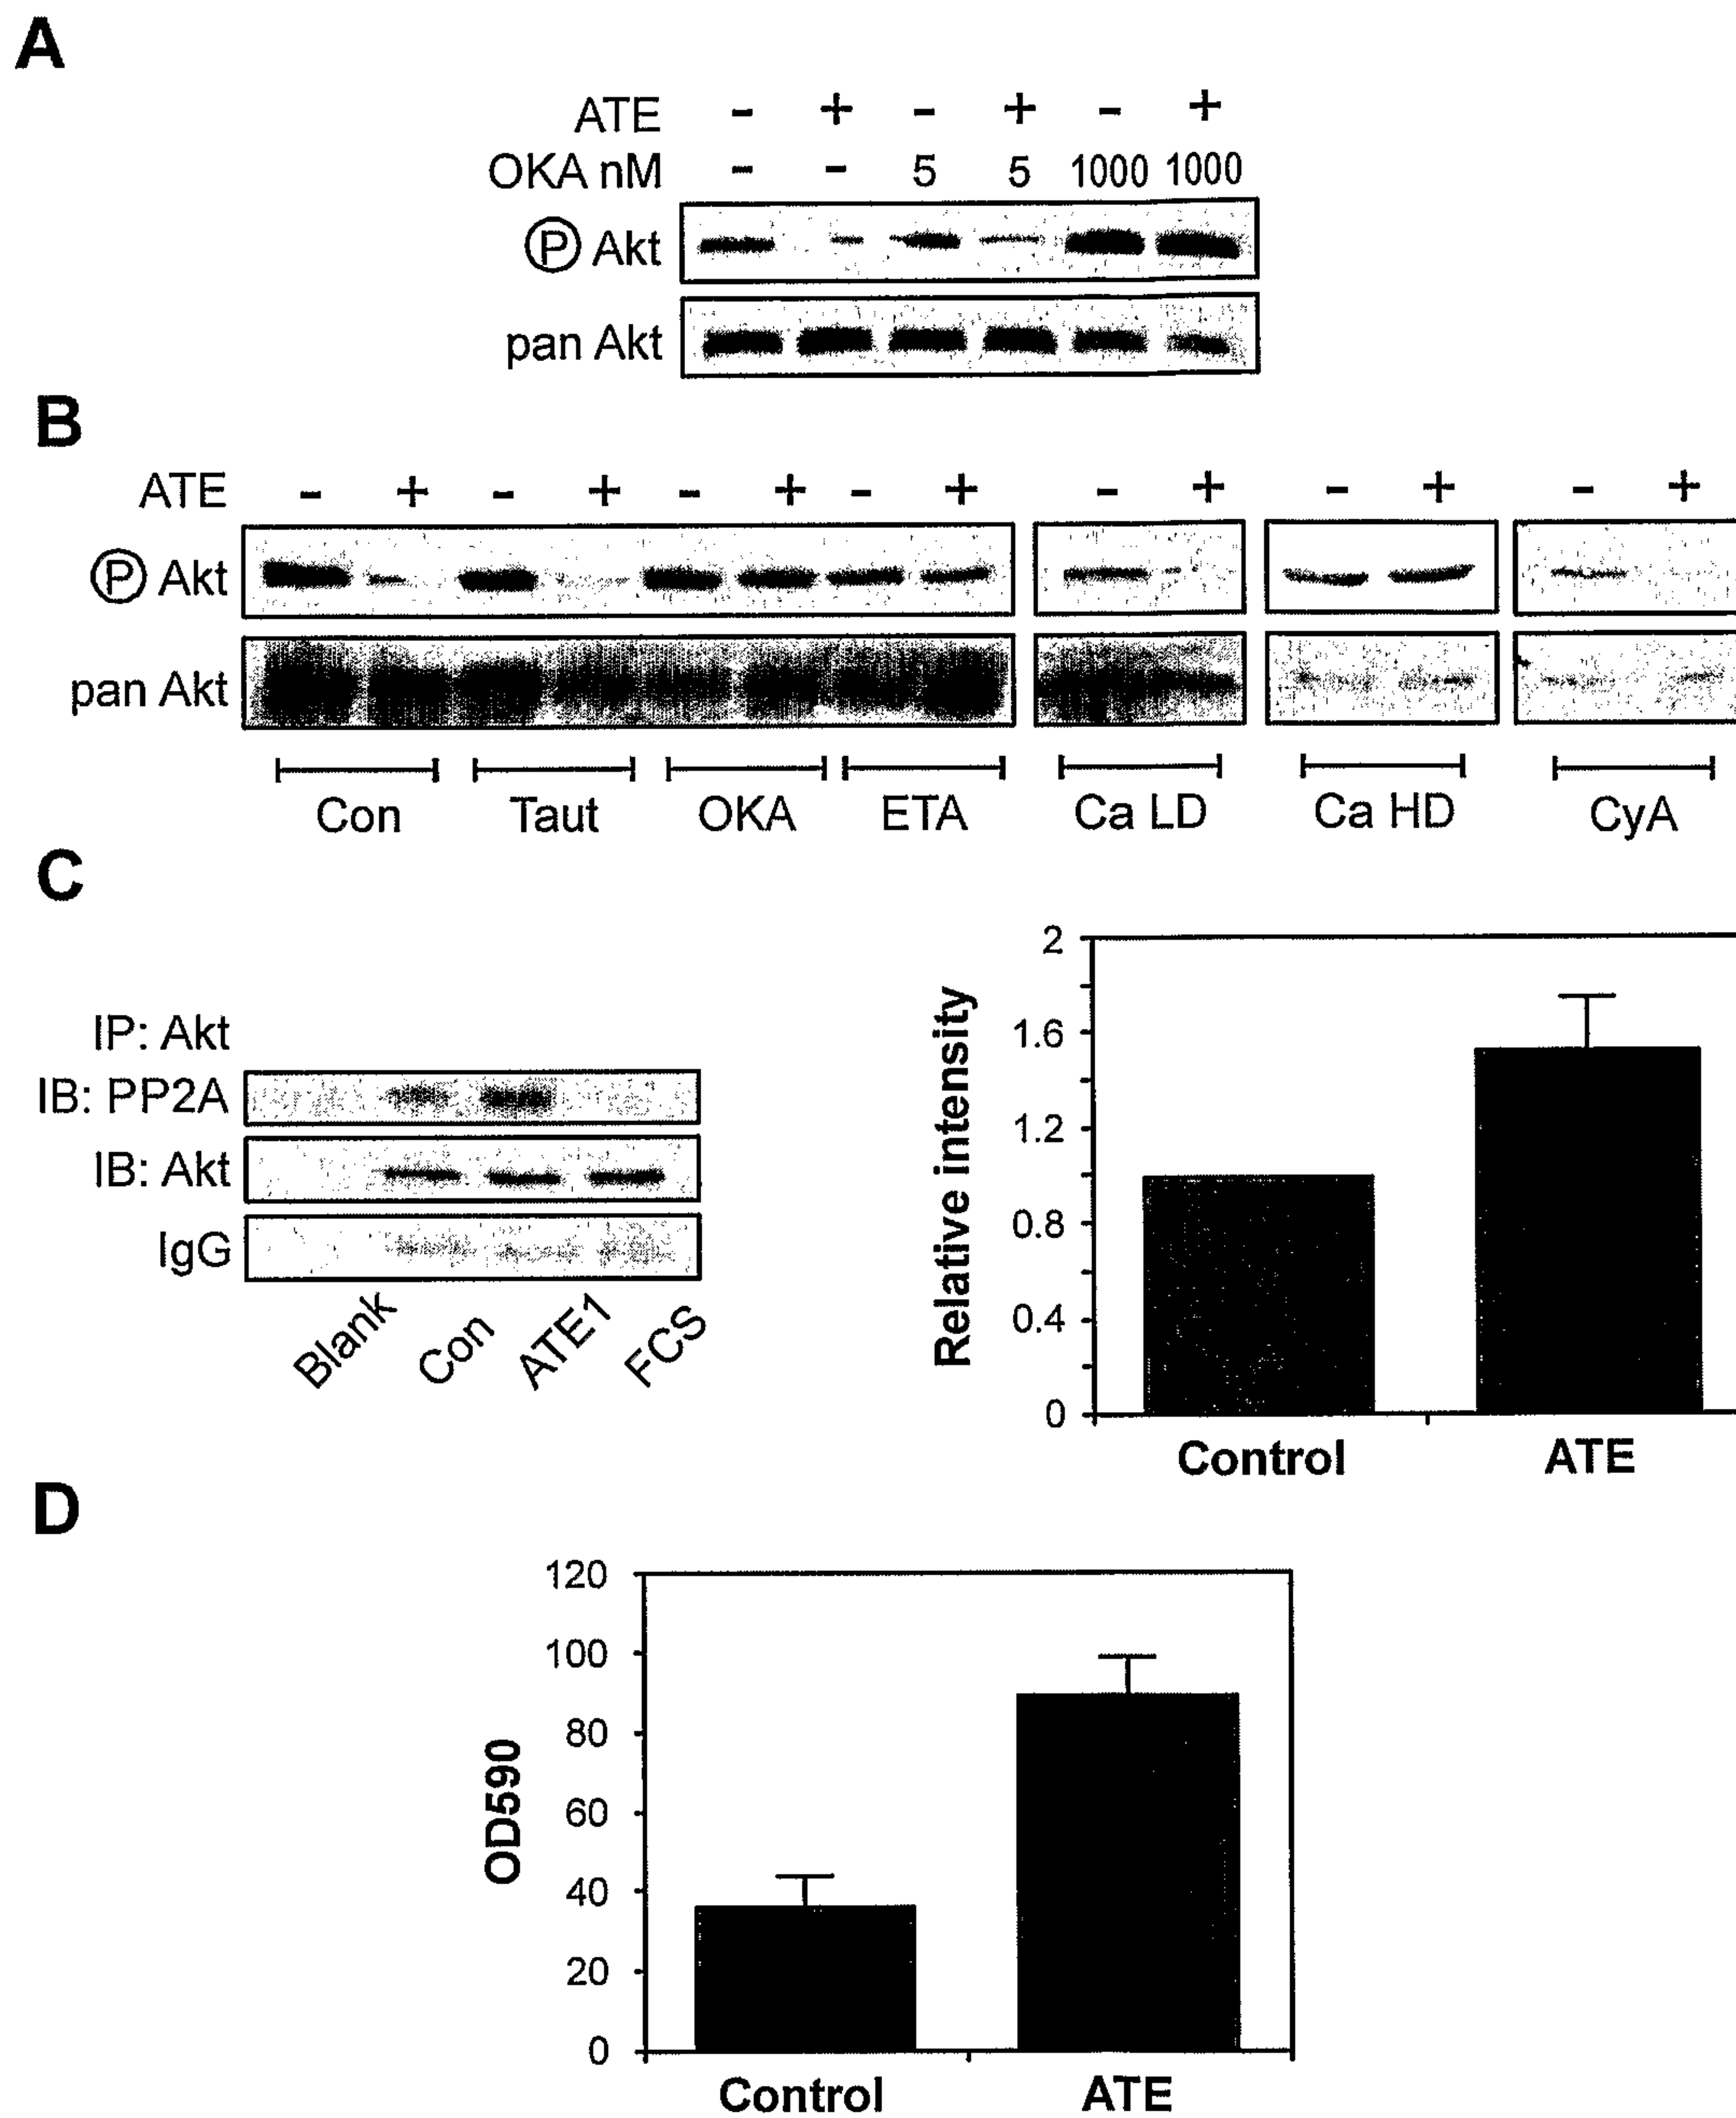 A
ATE - + - + - +
OKA nM - - 5 5 1000 1000
P Akt
pan Akt
B
ATE - + - + - + - + - + - + - +
P Akt
pan Akt
Con Taut OKA ETA Ca LD Ca HD CyA
C
IP: Akt
IB: PP2A
IB: Akt
IgG
Blank Con ATE1 FCS
Relative intensity
2
1.6
1.2
0.8
0.4
0
Control ATE
D
OD590
120
100
80
60
40
20
0
Control ATE